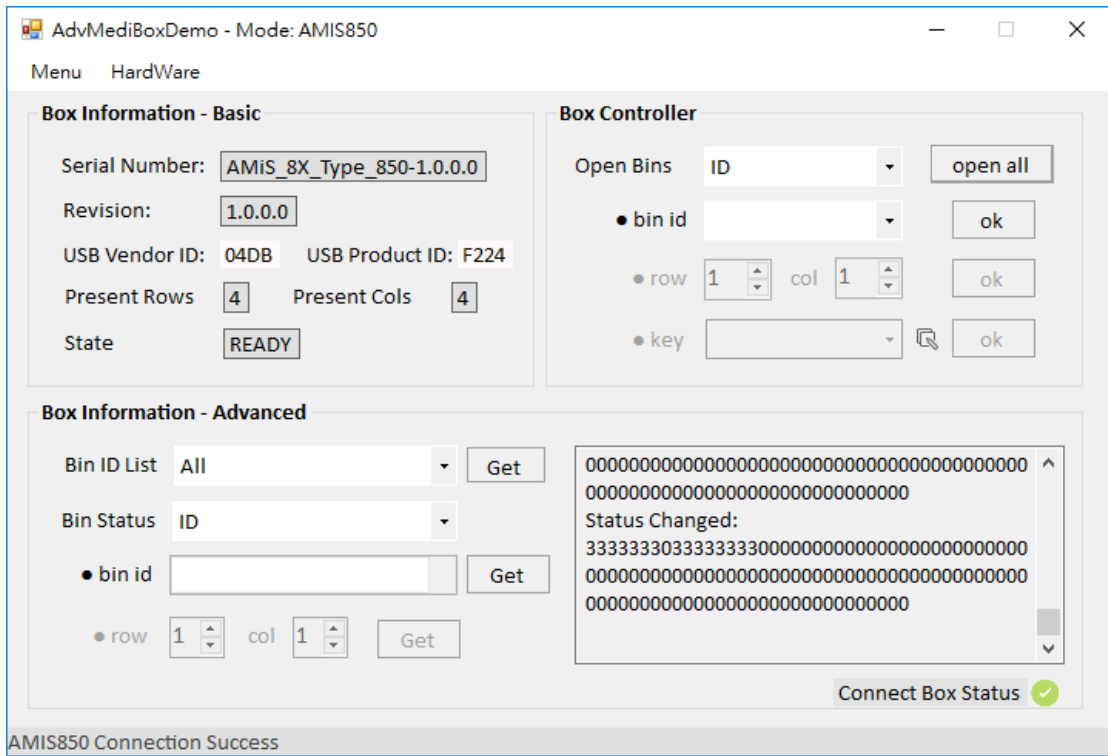 AdvMediBoxDemo - Mode: AMIS850
Menu HardWare
Box Information - Basic
Serial Number: AMiS_8X_Type_850-1.0.0.0
Revision: 1.0.0.0
USB Vendor ID: 04DB USB Product ID: F224
Present Rows 4 Present Cols 4
State READY
Box Controller
Open Bins ID open all
• bin id ok
• row 1 col 1 ok
• key ok
Box Information - Advanced
Bin ID List All Get
Bin Status ID
• bin id Get
• row 1 col 1 Get
00000000000000000000000000000000000000000
000000000000000000000000000000
Status Changed:
33333330333333330000000000000000000000000
00000000000000000000000000000000000000000
000000000000000000000000000000
Connect Box Status
AMIS850 Connection Success